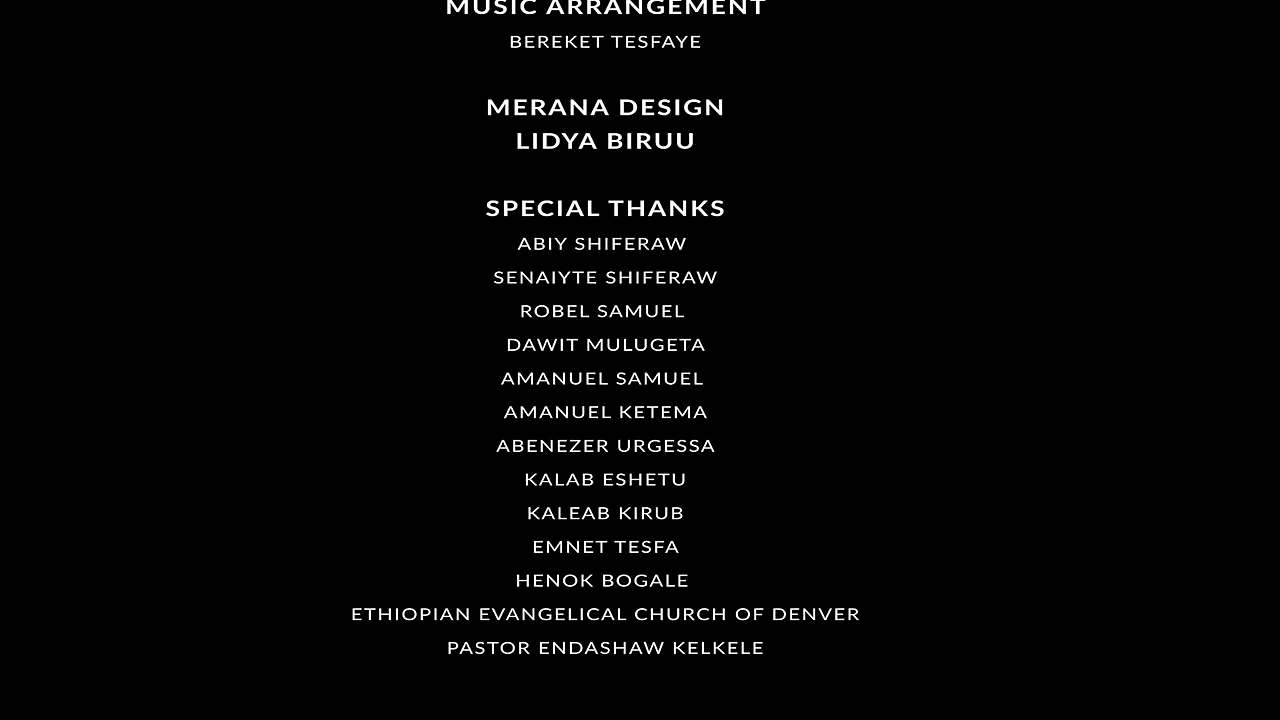 MUSIC ARRANGEMENT
BEREKET TESFAYE
MERANA DESIGN
LIDYA BIRUU
SPECIAL THANKS
ABIY SHIFERAW
SENAIYTE SHIFERAW
ROBEL SAMUEL
DAWIT MULUGETA
AMANUEL SAMUEL
AMANUEL KETEMA
ABENEZER URGESSA
KALAB ESHETU
KALEAB KIRUB
EMNET TESFA
HENOK BOGALE
ETHIOPIAN EVANGELICAL CHURCH OF DENVER
PASTOR ENDASHAW KELKELE